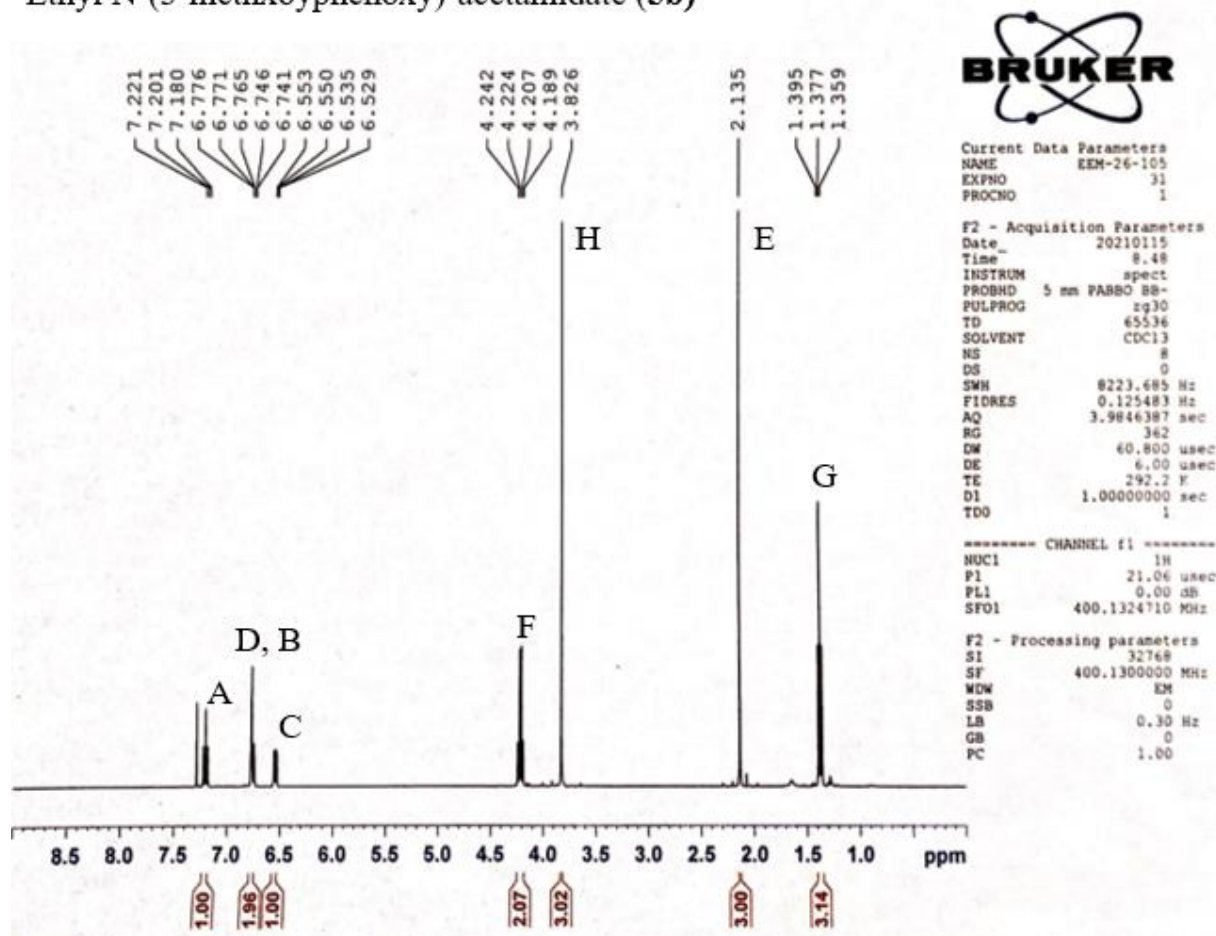 Ethyl N-(3-methxoyphenoxy)-acetamidate (3b)
7.221
7.201
7.180
6.776
6.771
6.765
6.746
6.741
6.553
6.550
6.535
6.529
4.242
4.224
4.207
4.189
3.826
2.135
1.395
1.377
1.359
BRUKER
H
E
G
F
D, B
A
C
8.5 8.0 7.5 7.0 6.5 6.0 5.5 5.0 4.5 4.0 3.5 3.0 2.5 2.0 1.5 1.0 ppm
1.00
1.96
1.00
2.07
3.02
3.00
3.14
Current Data Parameters
NAME EEM-26-105
EXPNO 31
PROCNO 1
F2 - Acquisition Parameters
Date_ 20210115
Time 8.48
INSTRUM spect
PROBHD 5 mm PABBO BB-
PULPROG zg30
TD 65536
SOLVENT CDCl3
NS 8
DS 0
SWH 8223.685 Hz
FIDRES 0.125483 Hz
AQ 3.9846387 sec
RG 362
DW 60.800 usec
DE 6.00 usec
TE 292.2 K
D1 1.00000000 sec
TD0 1
======== CHANNEL f1 ========
NUC1 1H
P1 21.06 usec
PL1 0.00 dB
SFO1 400.1324710 MHz
F2 - Processing parameters
SI 32768
SF 400.1300000 MHz
WDW EM
SSB 0
LB 0.30 Hz
GB 0
PC 1.00